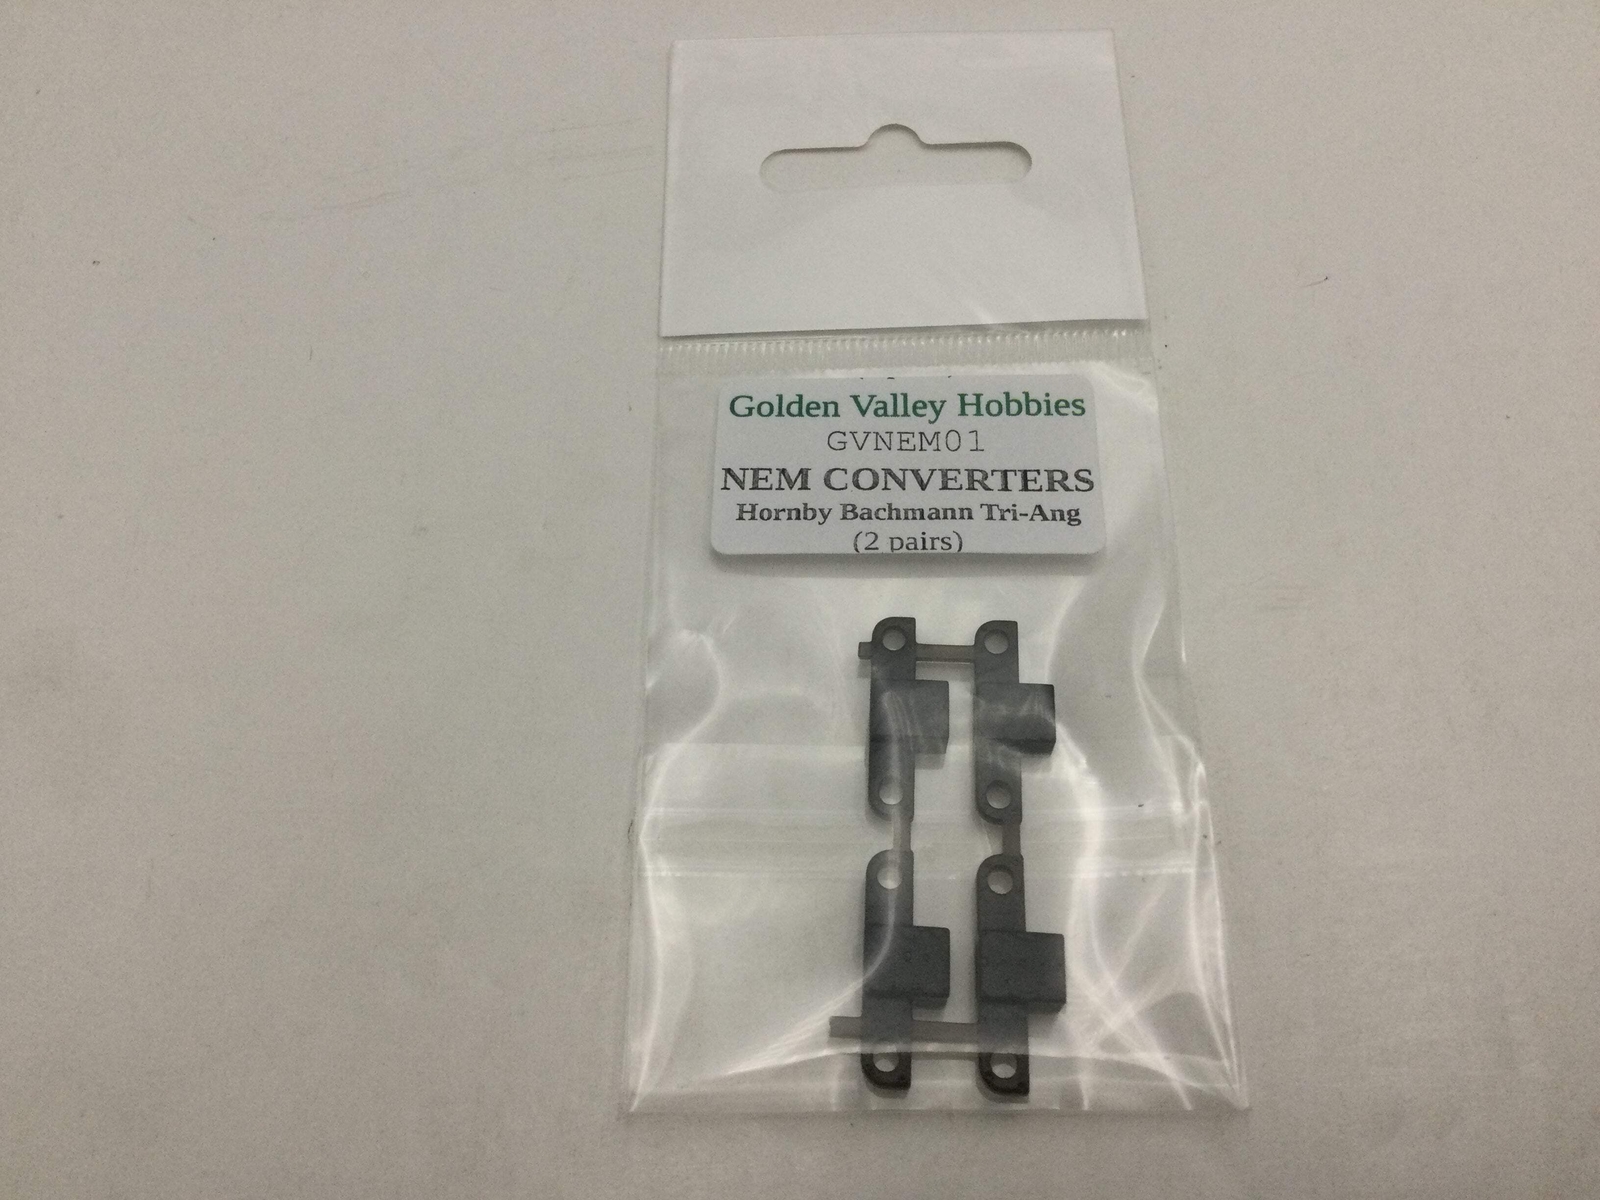 Golden Valley Hobbies
GVNEM01
NEM CONVERTERS
Hornby Bachmann Tri-Ang
(2 pairs)